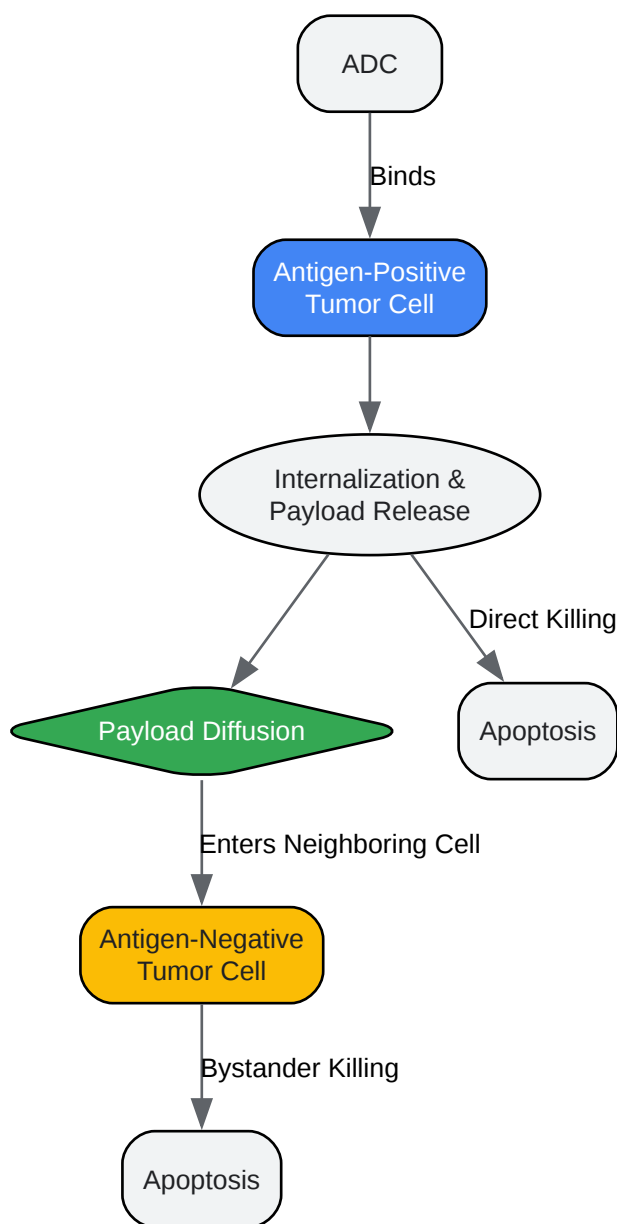 ADC
Binds
Antigen-Positive
Tumor Cell
Internalization &
Payload Release
Direct Killing
Payload Diffusion
Apoptosis
Enters Neighboring Cell
Antigen-Negative
Tumor Cell
Bystander Killing
Apoptosis